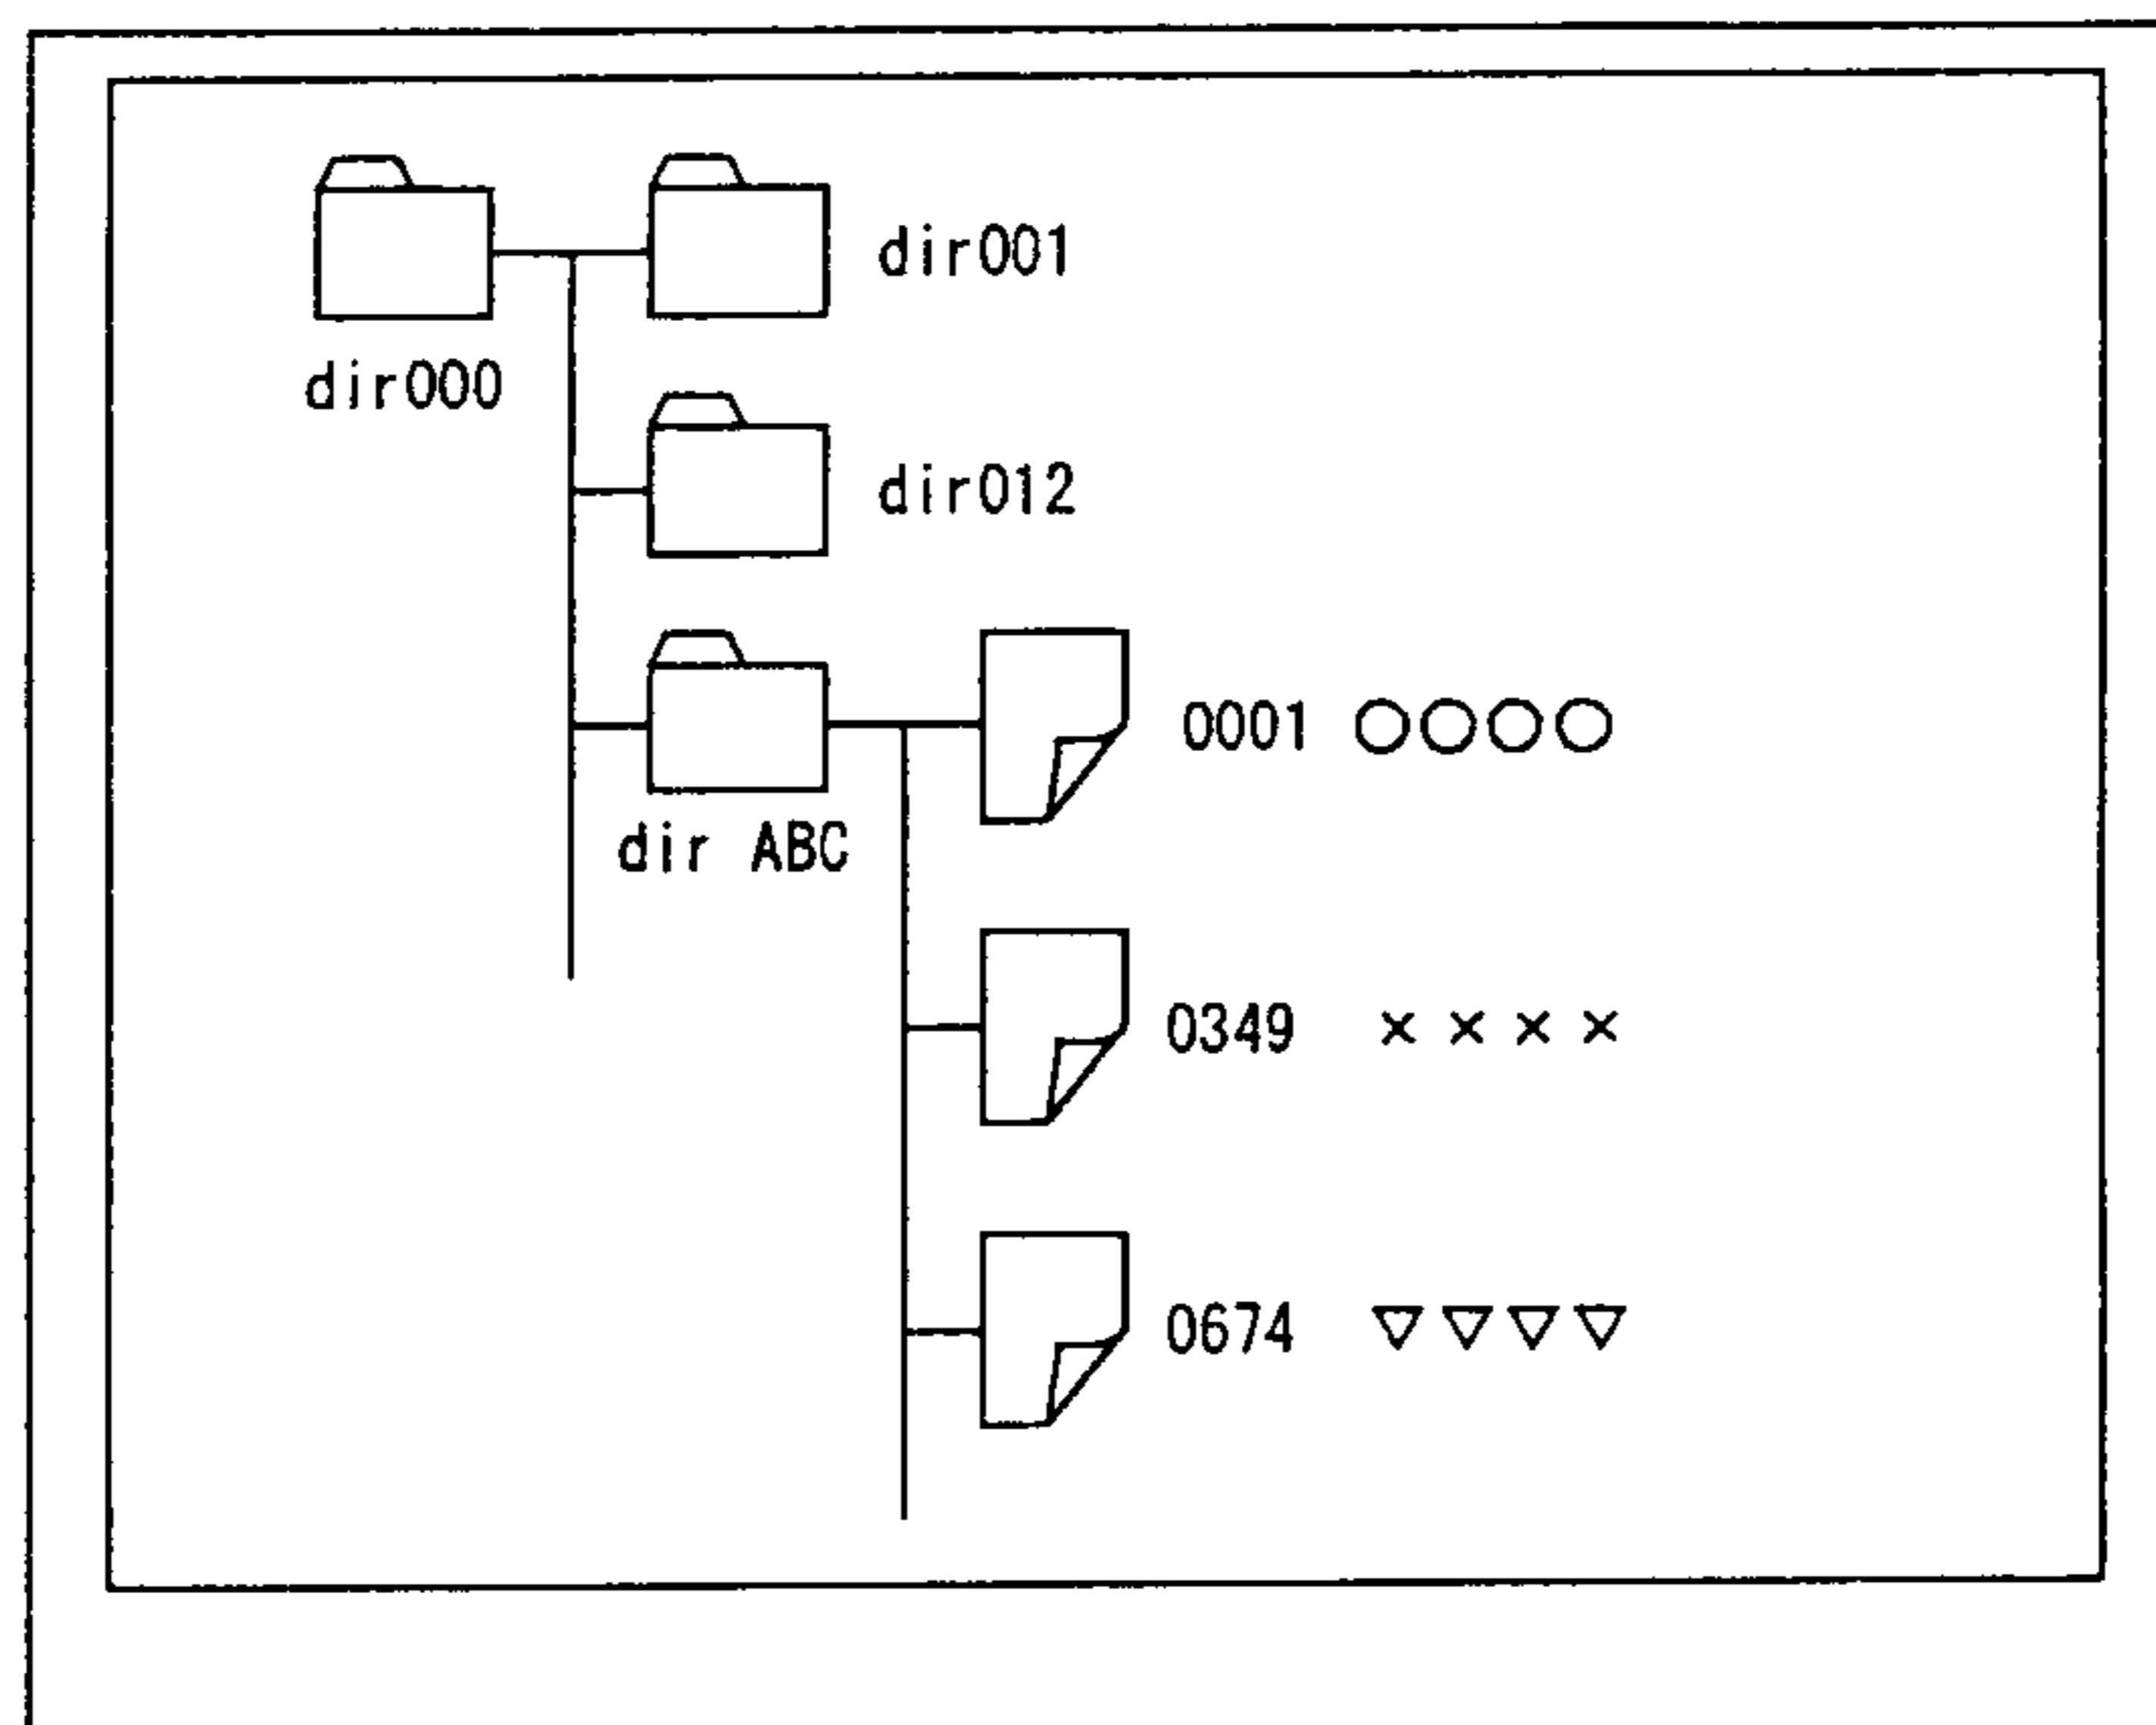 dir001
dir000
dir012
0001 ○○○○
dir ABC
0349 ××××
0674 ▽▽▽▽